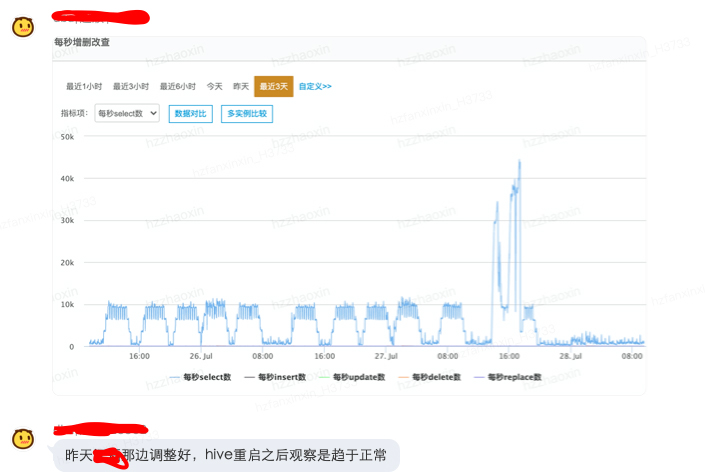 每秒增删改查
最近1小时 最近3小时 最近6小时 今天 昨天 最近3天 自定义>>
指标项： 每秒select数 数据对比 多实例比较
50k
40k
30k
20k
10k
0
16:00 26. Jul 08:00 16:00 27. Jul 08:00 16:00 28. Jul 08:00
每秒select数 每秒insert数 每秒update数 每秒delete数 每秒replace数
hzzhaoxin
昨天 那边调整好，hive重启之后观察是趋于正常